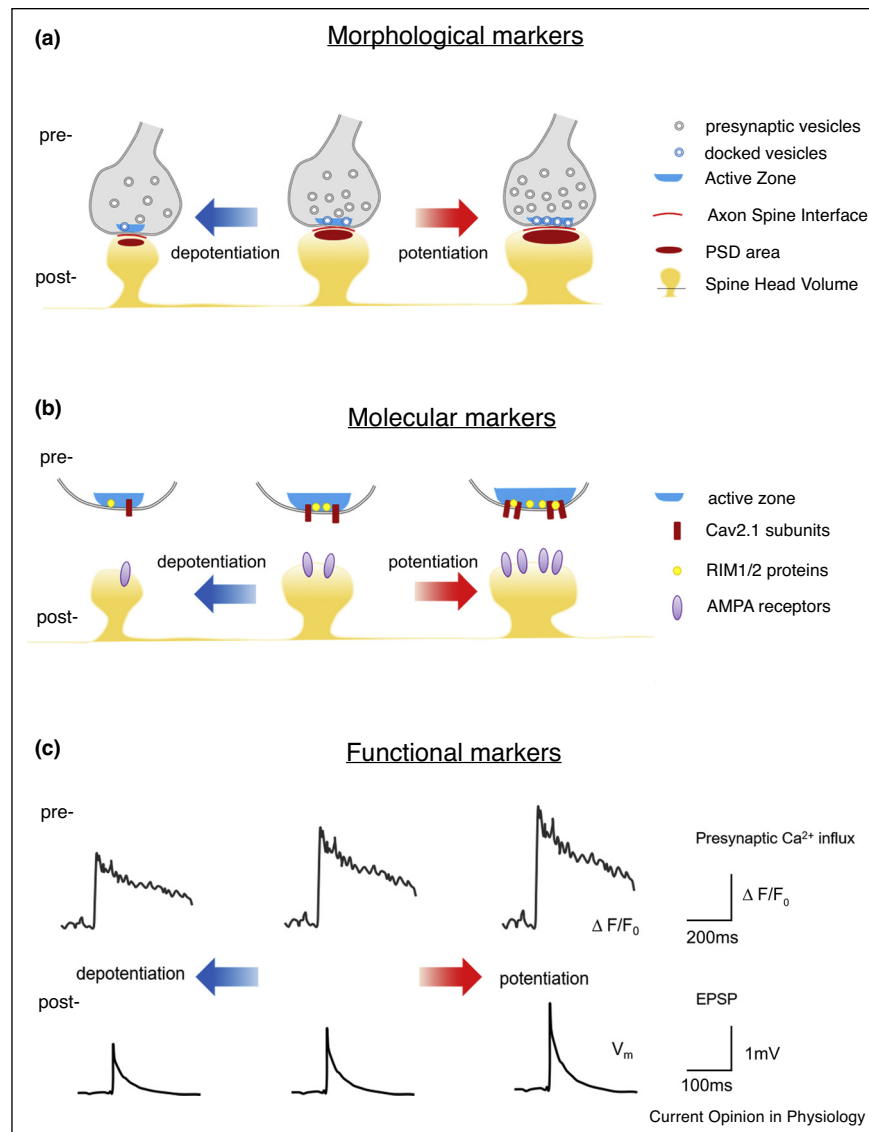 (a)
Morphological markers
pre-
presynaptic vesicles
docked vesicles
Active Zone
Axon Spine Interface
depotentiation
potentiation
PSD area
post-
Spine Head Volume
(b)
Molecular markers
pre-
active zone
Cav2.1 subunits
depotentiation
potentiation
RIM1/2 proteins
post-
AMPA receptors
(c)
Functional markers
pre-
Presynaptic Ca²⁺ influx
Δ F/F₀
Δ F/F₀
200ms
depotentiation
potentiation
post-
EPSP
Vₘ
1mV
100ms
Current Opinion in Physiology